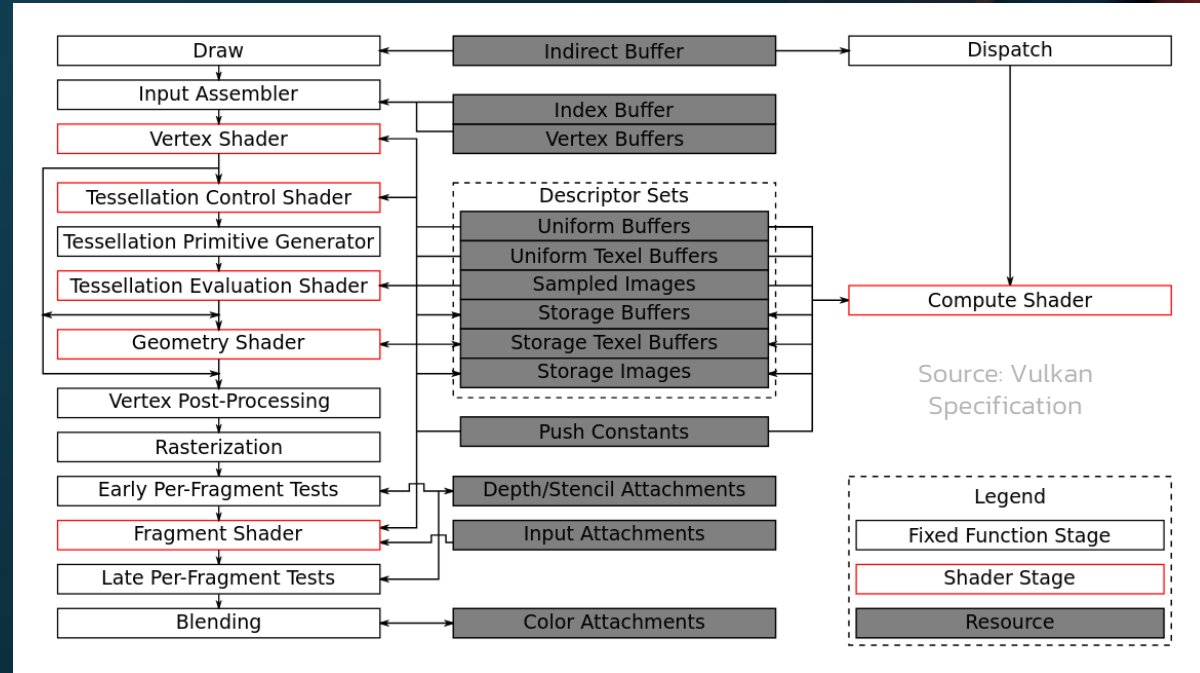 Draw
Input Assembler
Vertex Shader
Tessellation Control Shader
Tessellation Primitive Generator
Tessellation Evaluation Shader
Geometry Shader
Vertex Post-Processing
Rasterization
Early Per-Fragment Tests
Fragment Shader
Late Per-Fragment Tests
Blending
Indirect Buffer
Index Buffer
Vertex Buffers
Descriptor Sets
Uniform Buffers
Uniform Texel Buffers
Sampled Images
Storage Buffers
Storage Texel Buffers
Storage Images
Push Constants
Depth/Stencil Attachments
Input Attachments
Color Attachments
Dispatch
Compute Shader
Source: Vulkan
Specification
Legend
Fixed Function Stage
Shader Stage
Resource